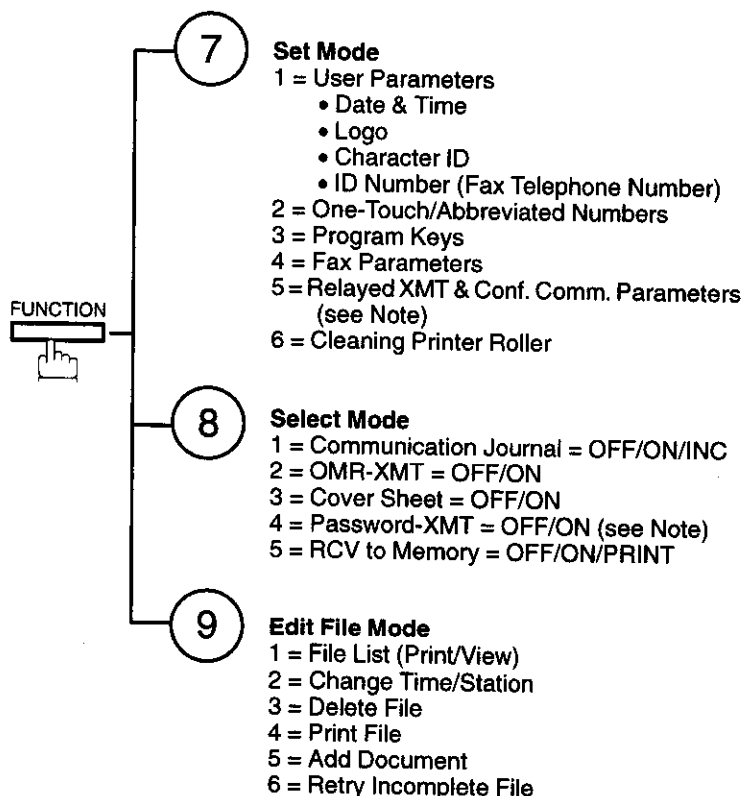 FUNCTION
7
Set Mode
1 = User Parameters
• Date & Time
• Logo
• Character ID
• ID Number (Fax Telephone Number)
2 = One-Touch/Abbreviated Numbers
3 = Program Keys
4 = Fax Parameters
5 = Relayed XMT & Conf. Comm. Parameters
(see Note)
6 = Cleaning Printer Roller
8
Select Mode
1 = Communication Journal = OFF/ON/INC
2 = OMR-XMT = OFF/ON
3 = Cover Sheet = OFF/ON
4 = Password-XMT = OFF/ON (see Note)
5 = RCV to Memory = OFF/ON/PRINT
9
Edit File Mode
1 = File List (Print/View)
2 = Change Time/Station
3 = Delete File
4 = Print File
5 = Add Document
6 = Retry Incomplete File